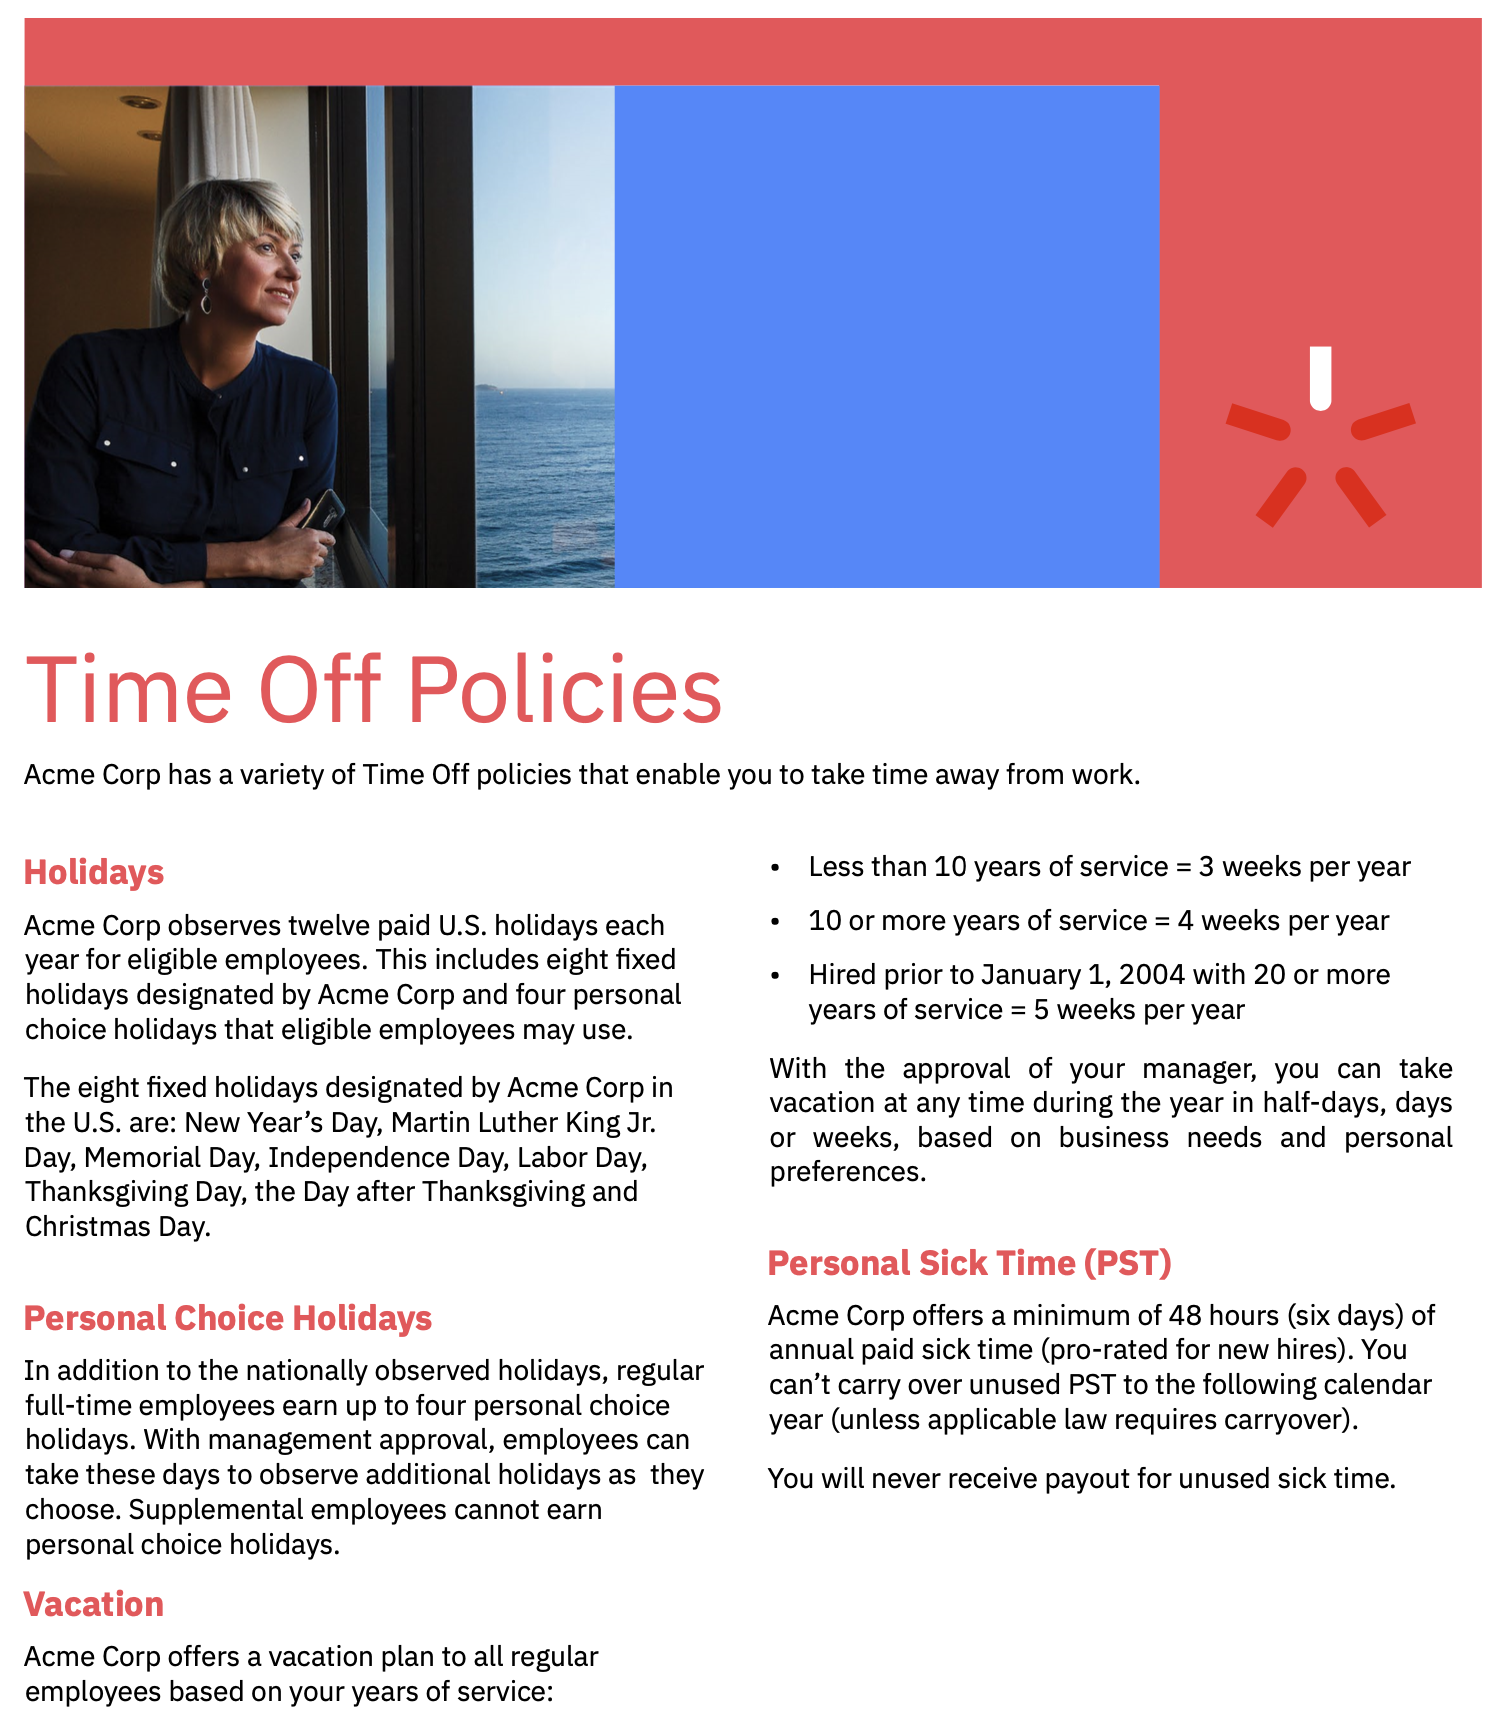 Time Off Policies
Acme Corp has a variety of Time Off policies that enable you to take time away from work.
Holidays
Acme Corp observes twelve paid U.S. holidays each
year for eligible employees. This includes eight fixed
holidays designated by Acme Corp and four personal
choice holidays that eligible employees may use.
The eight fixed holidays designated by Acme Corp in
the U.S. are: New Year’s Day, Martin Luther King Jr.
Day, Memorial Day, Independence Day, Labor Day,
Thanksgiving Day, the Day after Thanksgiving and
Christmas Day.
Personal Choice Holidays
In addition to the nationally observed holidays, regular
full-time employees earn up to four personal choice
holidays. With management approval, employees can
take these days to observe additional holidays as  they
choose. Supplemental employees cannot earn
personal choice holidays.
Vacation
Acme Corp offers a vacation plan to all regular
employees based on your years of service:
• Less than 10 years of service = 3 weeks per year
• 10 or more years of service = 4 weeks per year
• Hired prior to January 1, 2004 with 20 or more
years of service = 5 weeks per year
With the approval of your manager, you can take
vacation at any time during the year in half-days, days
or weeks, based on business needs and personal
preferences.
Personal Sick Time (PST)
Acme Corp offers a minimum of 48 hours (six days) of
annual paid sick time (pro-rated for new hires). You
can’t carry over unused PST to the following calendar
year (unless applicable law requires carryover).
You will never receive payout for unused sick time.